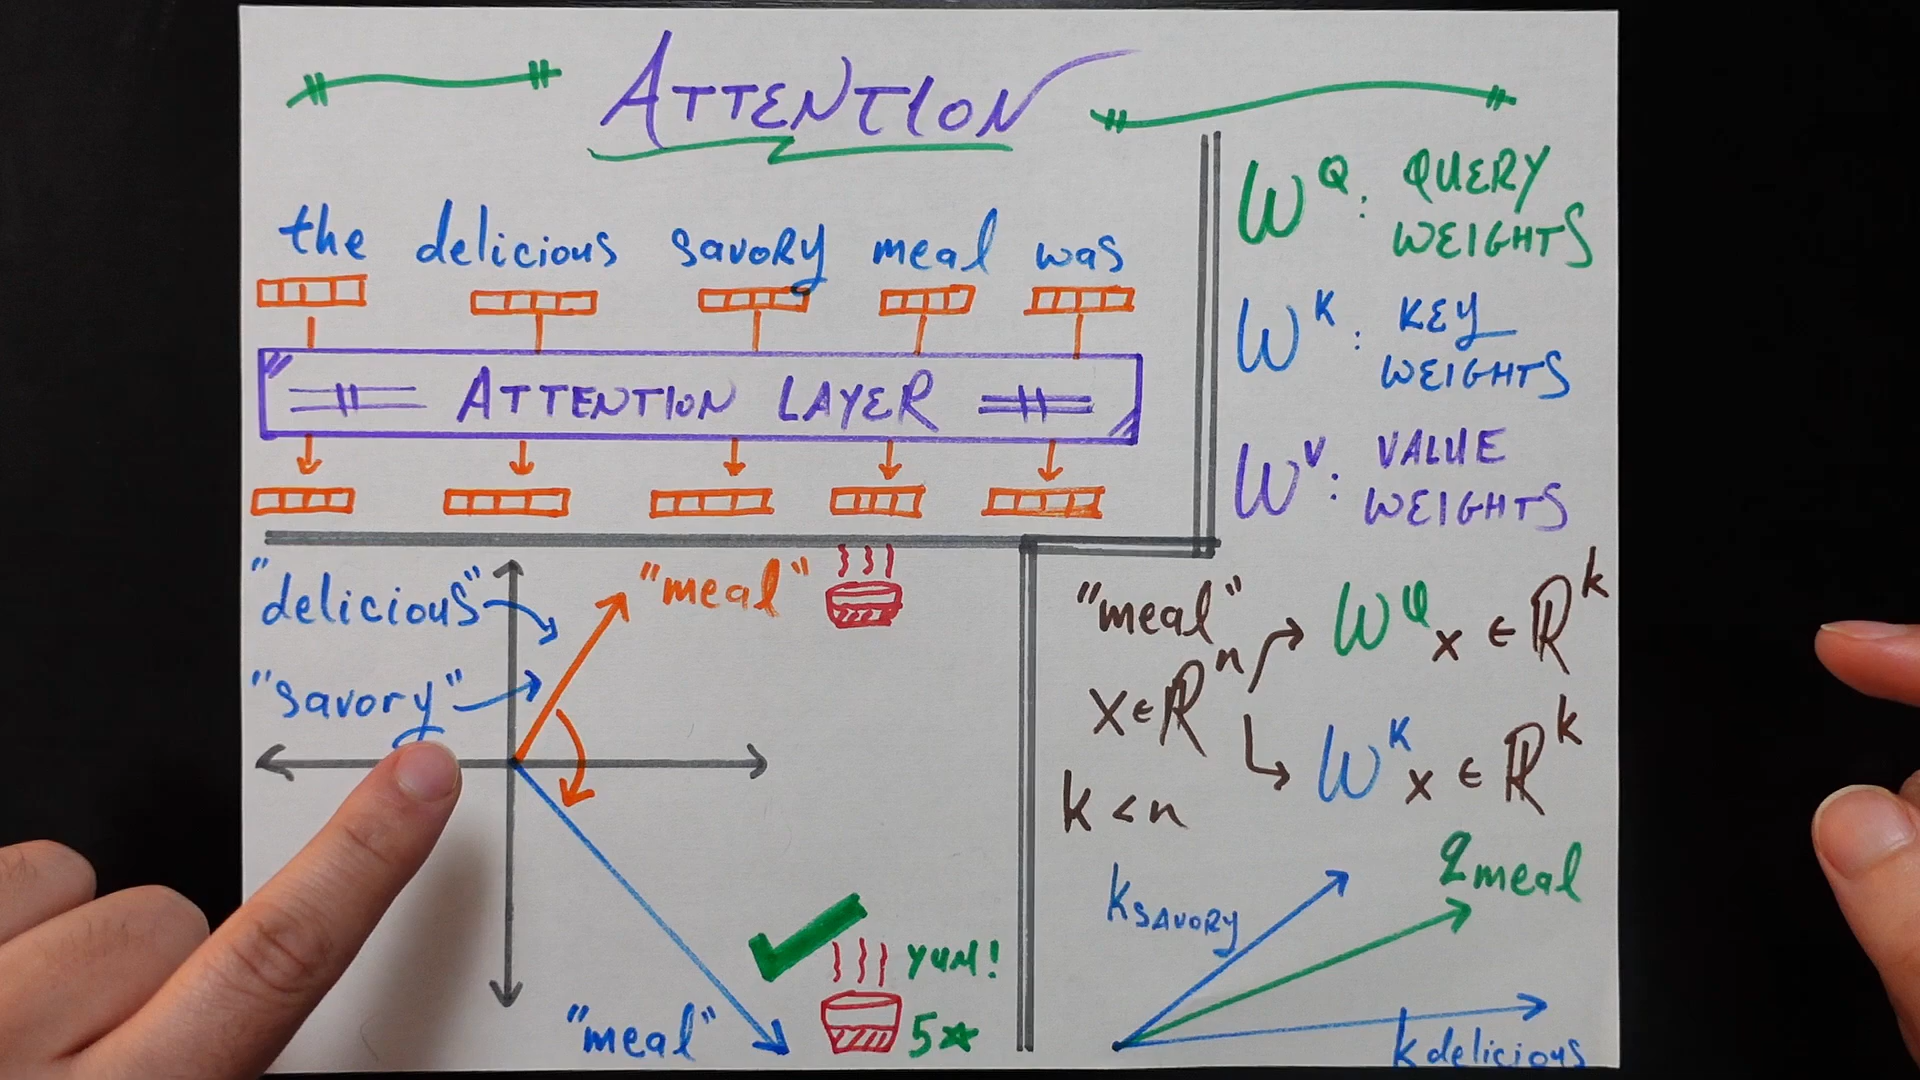 ATTENTION
the delicious savory meal was
ATTENTION LAYER
W^Q: QUERY
WEIGHTS
W^K: KEY
WEIGHTS
W^V: VALUE
WEIGHTS
"delicious"
"savory"
"meal"
"meal"
YUM!
5☆
"meal"
x ∈ ℝ^n
k < n
W^Q x ∈ ℝ^k
W^K x ∈ ℝ^k
k SAVORY
q meal
k delicious